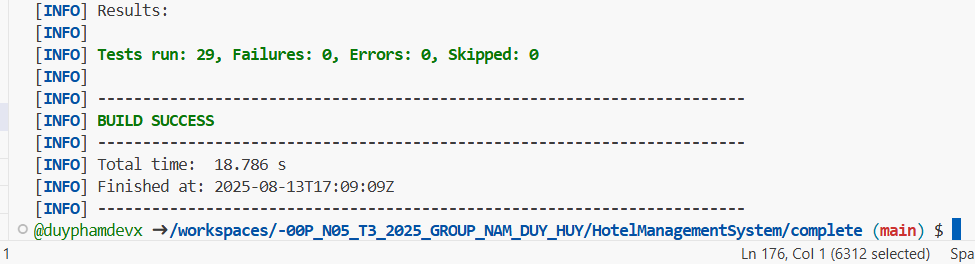 [INFO] Results:
[INFO]
[INFO] Tests run: 29, Failures: 0, Errors: 0, Skipped: 0
[INFO]
[INFO] ------------------------------------------------------------------------
[INFO] BUILD SUCCESS
[INFO] ------------------------------------------------------------------------
[INFO] Total time:  18.786 s
[INFO] Finished at: 2025-08-13T17:09:09Z
[INFO] ------------------------------------------------------------------------
@duyphamdevx ➜/workspaces/-OOP_N05_T3_2025_GROUP_NAM_DUY_HUY/HotelManagementSystem/complete (main) $
1 Ln 176, Col 1 (6312 selected) Spa